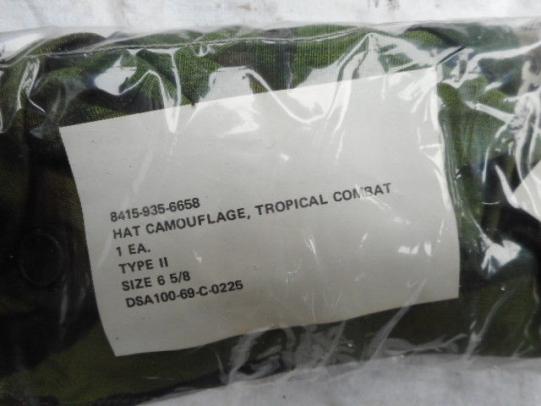 8415-935-6658
HAT CAMOUFLAGE, TROPICAL COMBAT
1 EA.
TYPE II
SIZE 6 5/8
DSA100-69-C-0225